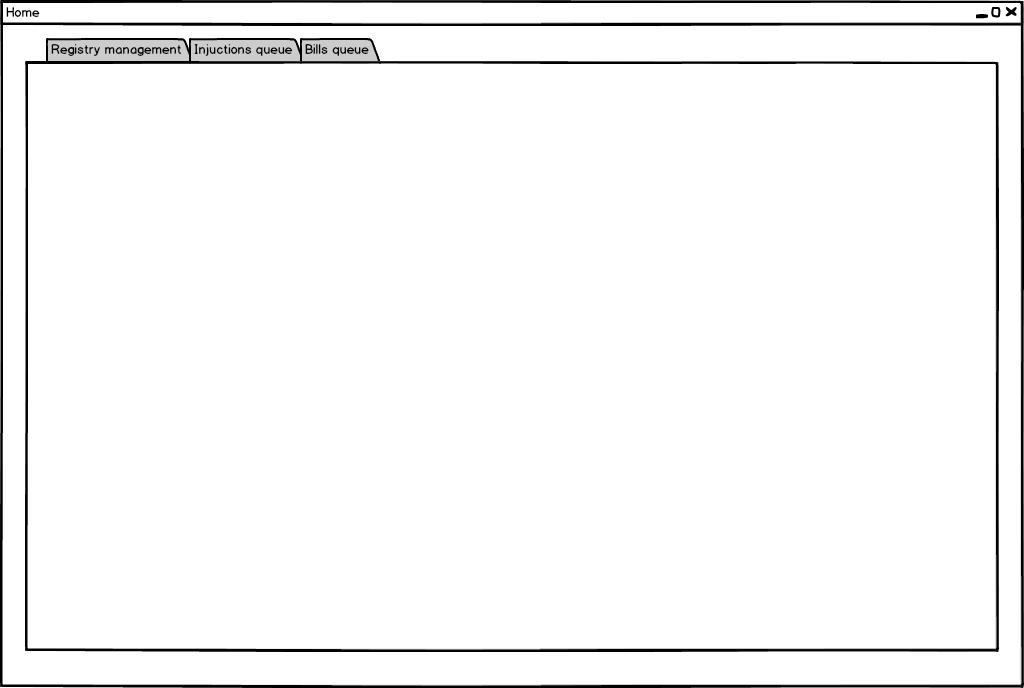 Home
Registry management
Injuctions queue
Bills queue